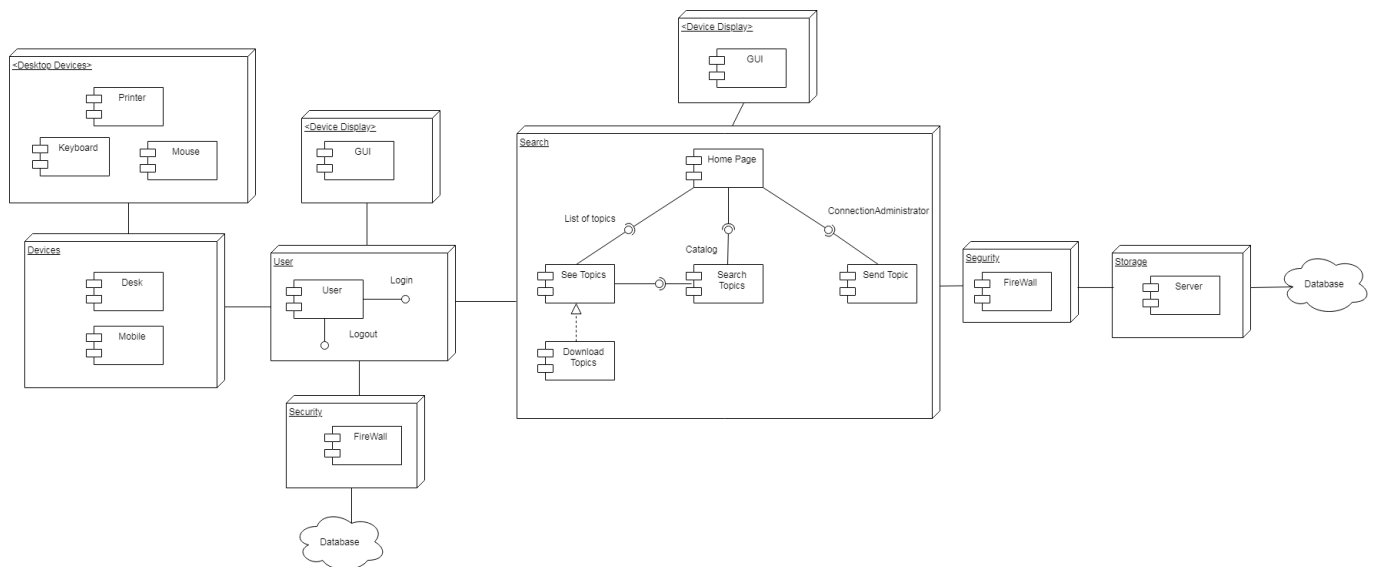 <Desktop Devices>
Printer
Keyboard
Mouse
<Device Display>
GUI
<Device Display>
GUI
Devices
Desk
Mobile
User
User
Login
Logout
Security
FireWall
Database
Search
Home Page
List of topics
ConnectionAdministrator
Catalog
See Topics
Search
Topics
Send Topic
Download
Topics
Segurity
FireWall
Storage
Server
Database